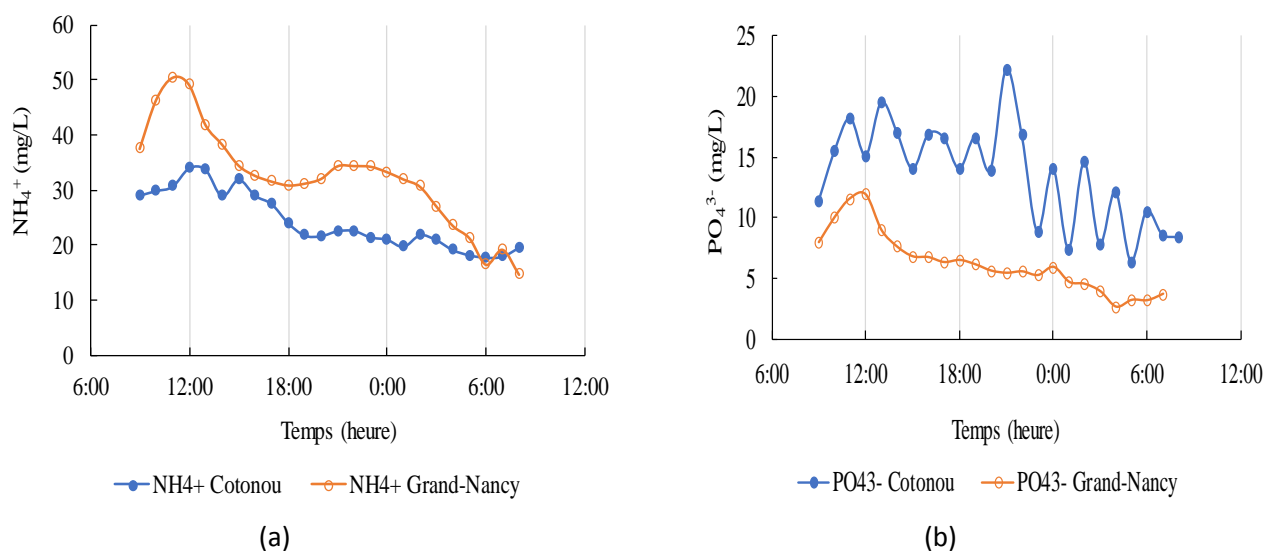 60
50
40
30
20
10
0
NH₄⁺ (mg/L)
6:00 12:00 18:00 0:00 6:00 12:00
Temps (heure)
NH4+ Cotonou NH4+ Grand-Nancy
(a)
25
20
15
10
5
0
PO₄³⁻ (mg/L)
6:00 12:00 18:00 0:00 6:00 12:00
Temps (heure)
PO43- Cotonou PO43- Grand-Nancy
(b)